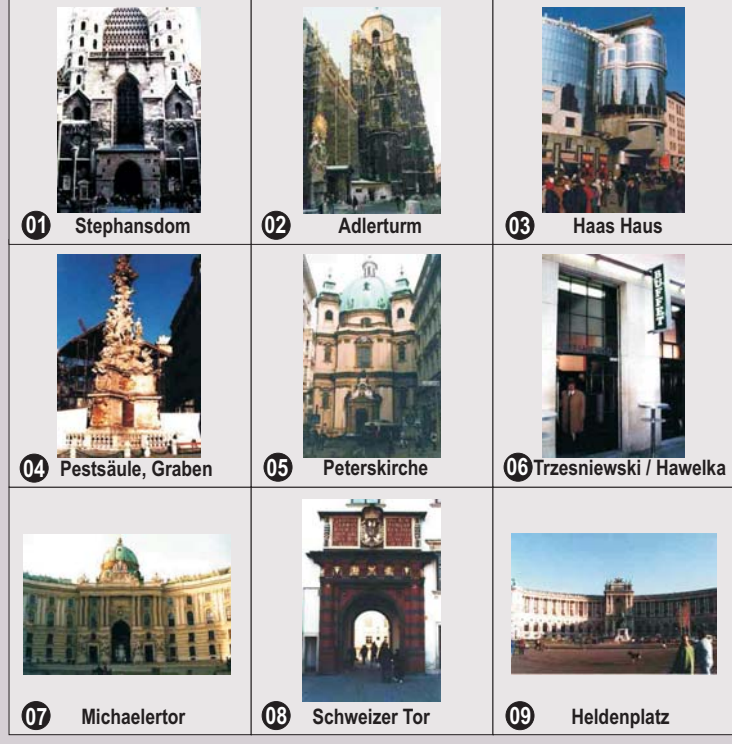 01 Stephansdom
02 Adlerturm
03 Haas Haus
BUFFET
04 Pestsäule, Graben
05 Peterskirche
06 Trzesniewski / Hawelka
07 Michaelertor
08 Schweizer Tor
09 Heldenplatz